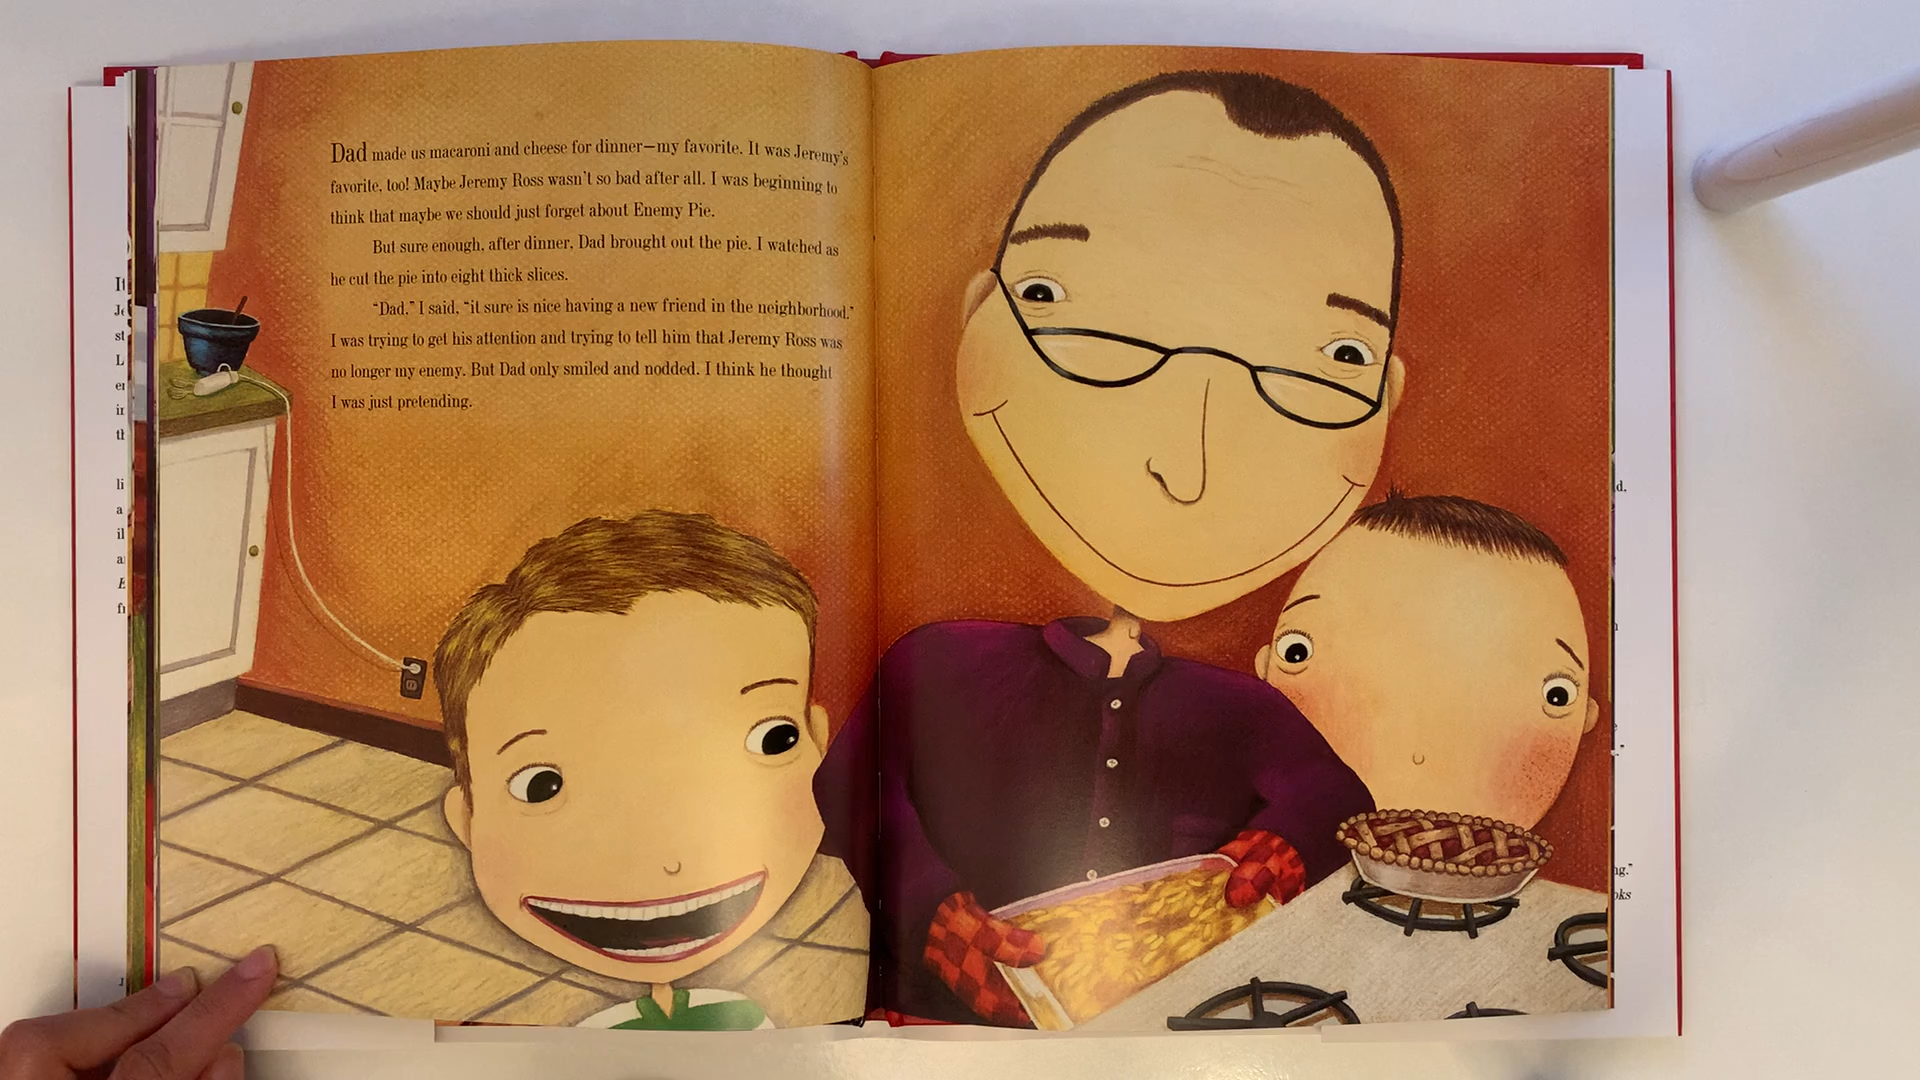 Dad made us macaroni and cheese for dinner—my favorite. It was Jeremy's
favorite, too! Maybe Jeremy Ross wasn't so bad after all. I was beginning to
think that maybe we should just forget about Enemy Pie.
But sure enough, after dinner, Dad brought out the pie. I watched as
he cut the pie into eight thick slices.
"Dad," I said, "it sure is nice having a new friend in the neighborhood."
I was trying to get his attention and trying to tell him that Jeremy Ross was
no longer my enemy. But Dad only smiled and nodded. I think he thought
I was just pretending.